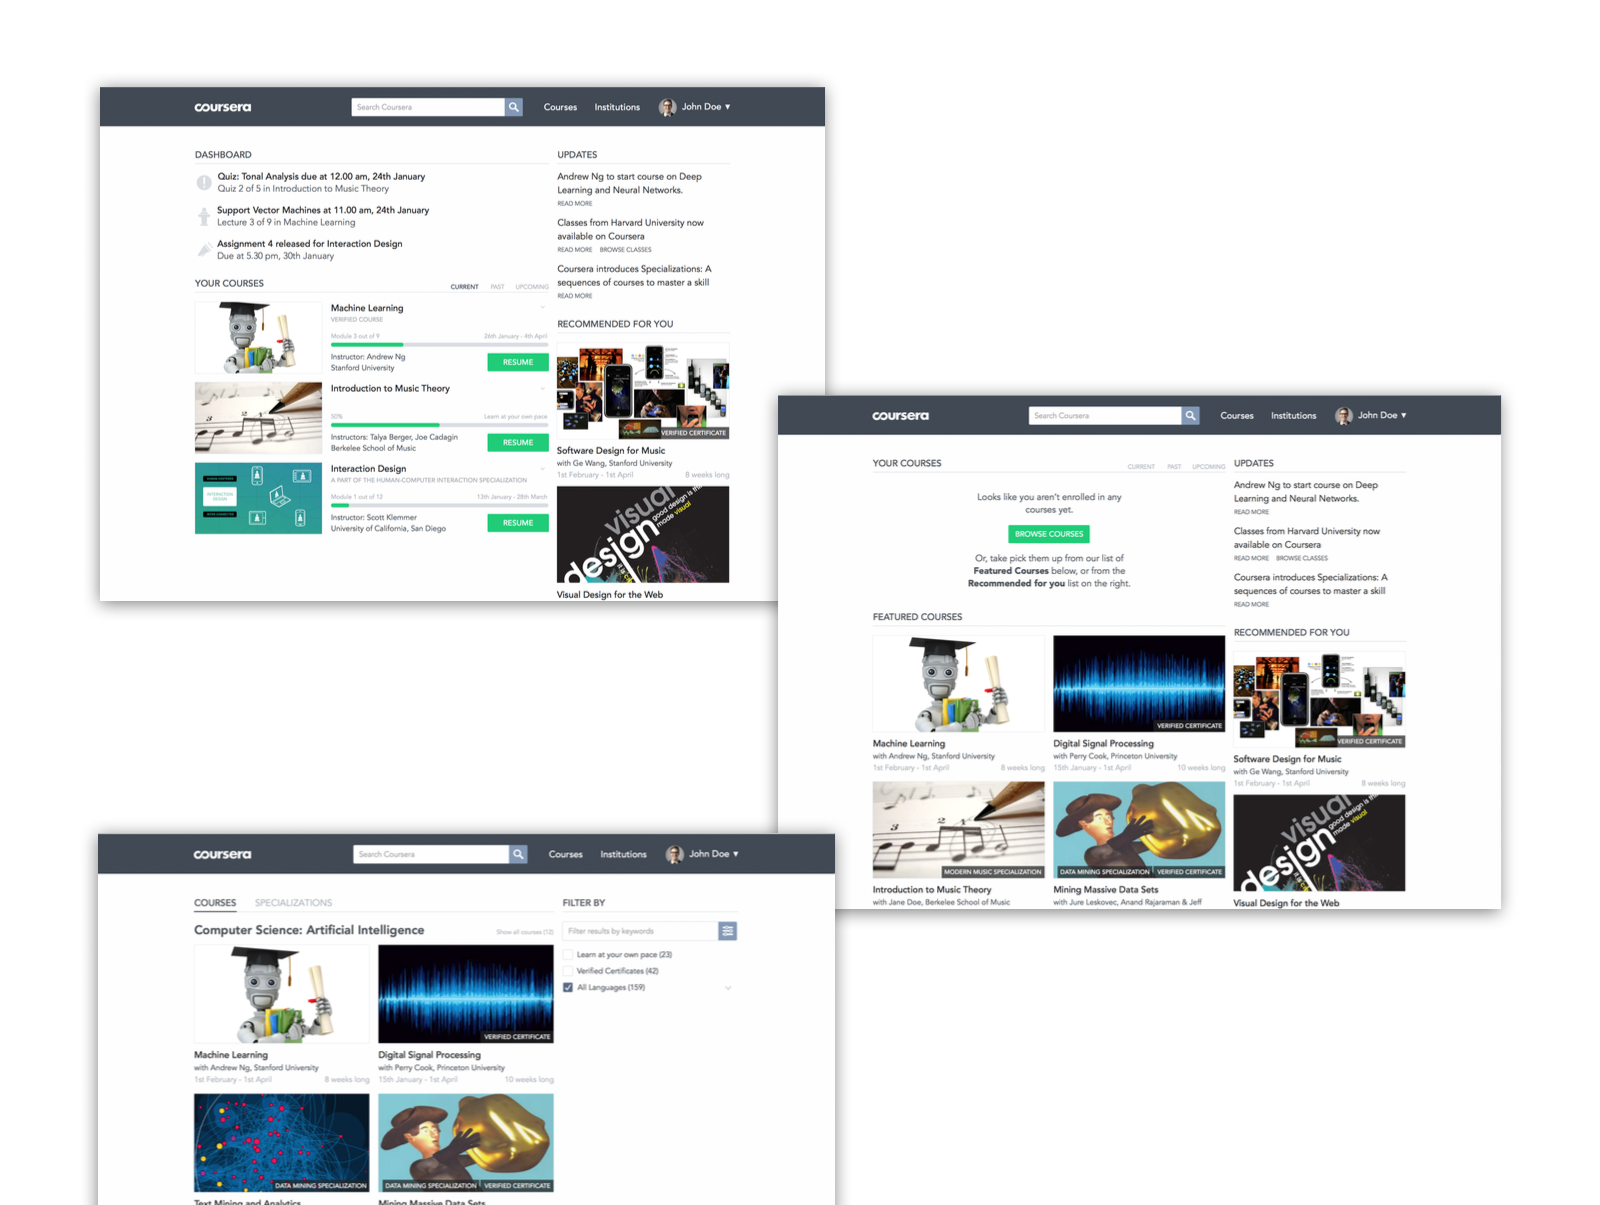 coursera
Search Coursera
Courses
Institutions
John Doe ▾
DASHBOARD
Quiz: Tonal Analysis due at 12.00 am, 24th January
Quiz 2 of 5 in Introduction to Music Theory
Support Vector Machines at 11.00 am, 24th January
Lecture 3 of 9 in Machine Learning
Assignment 4 released for Interaction Design
Due at 5.30 pm, 30th January
YOUR COURSES
CURRENT PAST UPCOMING
Machine Learning
VERIFIED COURSE
Module 3 out of 9
26th January - 4th April
Instructor: Andrew Ng
Stanford University
RESUME
Introduction to Music Theory
50%
Learn at your own pace
Instructors: Talya Berger, Joe Cadagin
Berkelee School of Music
RESUME
INTERACTION
DESIGN
Interaction Design
A PART OF THE HUMAN-COMPUTER INTERACTION SPECIALIZATION
Module 1 out of 12
13th January - 28th March
Instructor: Scott Klemmer
University of California, San Diego
RESUME
UPDATES
Andrew Ng to start course on Deep
Learning and Neural Networks.
READ MORE
Classes from Harvard University now
available on Coursera
READ MORE BROWSE CLASSES
Coursera introduces Specializations: A
sequences of courses to master a skill
READ MORE
RECOMMENDED FOR YOU
VERIFIED CERTIFICATE
Software Design for Music
with Ge Wang, Stanford University
1st February - 1st April
8 weeks long
visual
design
good design is
made visual
Visual Design for the Web
coursera
Search Coursera
Courses
Institutions
John Doe ▾
YOUR COURSES
CURRENT PAST UPCOMING
Looks like you aren't enrolled in any
courses yet.
BROWSE COURSES
Or, take pick them up from our list of
Featured Courses below, or from the
Recommended for you list on the right.
FEATURED COURSES
Machine Learning
with Andrew Ng, Stanford University
1st February - 1st April
8 weeks long
VERIFIED CERTIFICATE
Digital Signal Processing
with Perry Cook, Princeton University
15th January - 1st April
10 weeks long
MODERN MUSIC SPECIALIZATION
Introduction to Music Theory
with Jane Doe, Berkelee School of Music
DATA MINING SPECIALIZATION | VERIFIED CERTIFICATE
Mining Massive Data Sets
with Jure Leskovec, Anand Rajaraman & Jeff
UPDATES
Andrew Ng to start course on Deep
Learning and Neural Networks.
READ MORE
Classes from Harvard University now
available on Coursera
READ MORE BROWSE CLASSES
Coursera introduces Specializations: A
sequences of courses to master a skill
READ MORE
RECOMMENDED FOR YOU
VERIFIED CERTIFICATE
Software Design for Music
with Ge Wang, Stanford University
1st February - 1st April
8 weeks long
visual
design
good design is
made visual
Visual Design for the Web
coursera
Search Coursera
Courses
Institutions
John Doe ▾
COURSES
SPECIALIZATIONS
Computer Science: Artificial Intelligence
Show all courses (12)
Machine Learning
with Andrew Ng, Stanford University
1st February - 1st April
8 weeks long
VERIFIED CERTIFICATE
Digital Signal Processing
with Perry Cook, Princeton University
15th January - 1st April
10 weeks long
DATA MINING SPECIALIZATION
Text Mining and Analytics
DATA MINING SPECIALIZATION | VERIFIED CERTIFICATE
Mining Massive Data Sets
FILTER BY
Filter results by keywords
Learn at your own pace (23)
Verified Certificates (42)
All Languages (159)